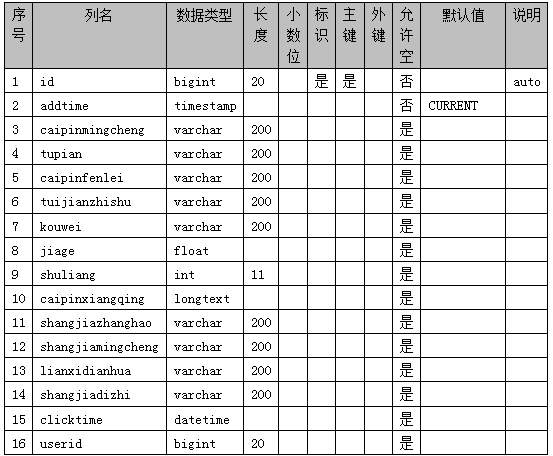 序号 列名 数据类型 长度 小数位 标识 主键 外键 允许空 默认值 说明
1 id bigint 20 是 是 否 auto
2 addtime timestamp 否 CURRENT
3 caipinmingcheng varchar 200 是
4 tupian varchar 200 是
5 caipinfenlei varchar 200 是
6 tuijianzhishu varchar 200 是
7 kouwei varchar 200 是
8 jiage float 是
9 shuliang int 11 是
10 caipinxiangqing longtext 是
11 shangjiazhanghao varchar 200 是
12 shangjiamingcheng varchar 200 是
13 lianxidianhua varchar 200 是
14 shangjiadizhi varchar 200 是
15 clicktime datetime 是
16 userid bigint 20 是